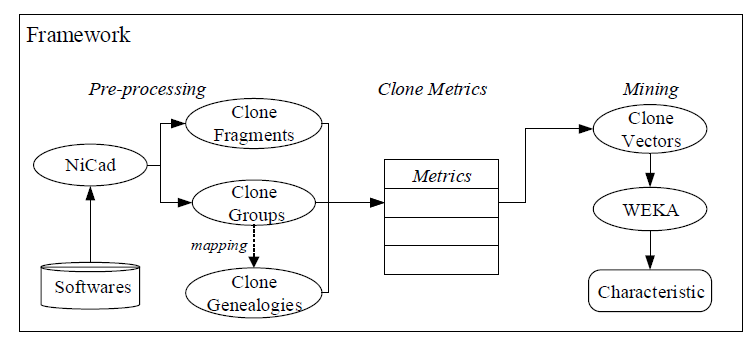 Framework
Pre-processing
Clone Metrics
Mining
Clone
Fragments
Clone
Vectors
NiCad
Metrics
Clone
Groups
WEKA
mapping
Softwares
Clone
Genealogies
Characteristic